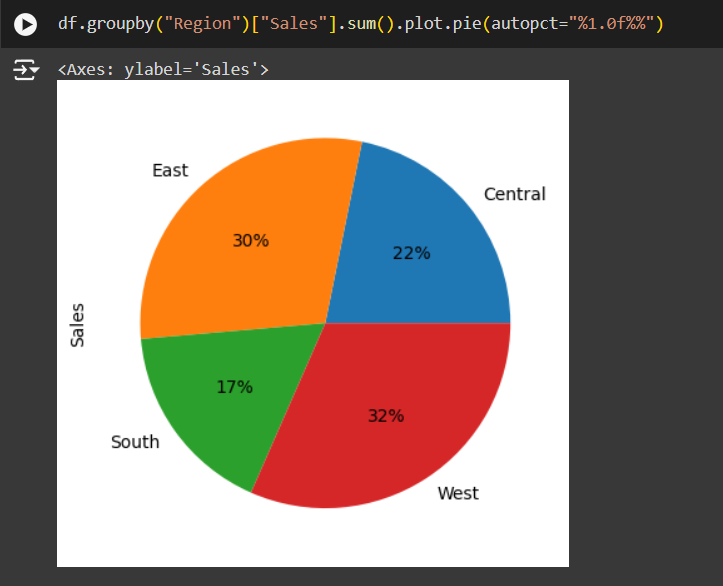 df.groupby("Region")["Sales"].sum().plot.pie(autopct="%1.0f%%")
<Axes: ylabel='Sales'>
East
Central
30%
22%
Sales
17%
32%
South
West